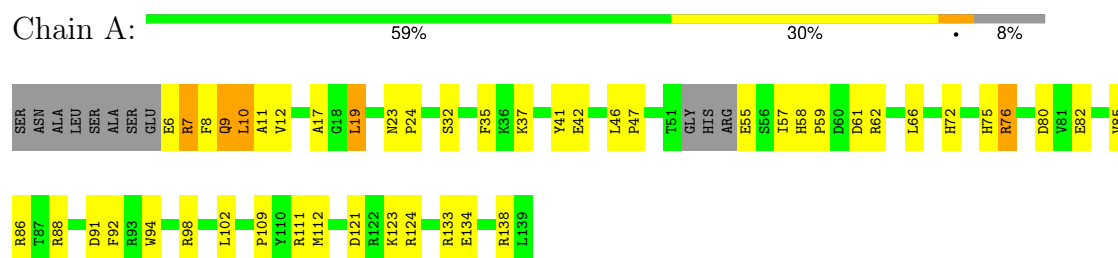 Chain A:
59% 30% • 8%
SER ASN ALA LEU SER ALA SER GLU E6 R7 F8 Q9 L10 A11 V12 A17 G18 L19 N23 P24 S32 F35 K36 K37 Y41 E42 L46 P47 T51 GLY HIS ARG E55 S56 I57 H58 P59 D60 D61 R62 L66 H72 H75 R76 D80 V81 E82 V85
R86 T87 R88 D91 F92 R93 W94 R98 L102 P109 Y110 R111 M112 D121 R122 K123 R124 R133 E134 R138 L139